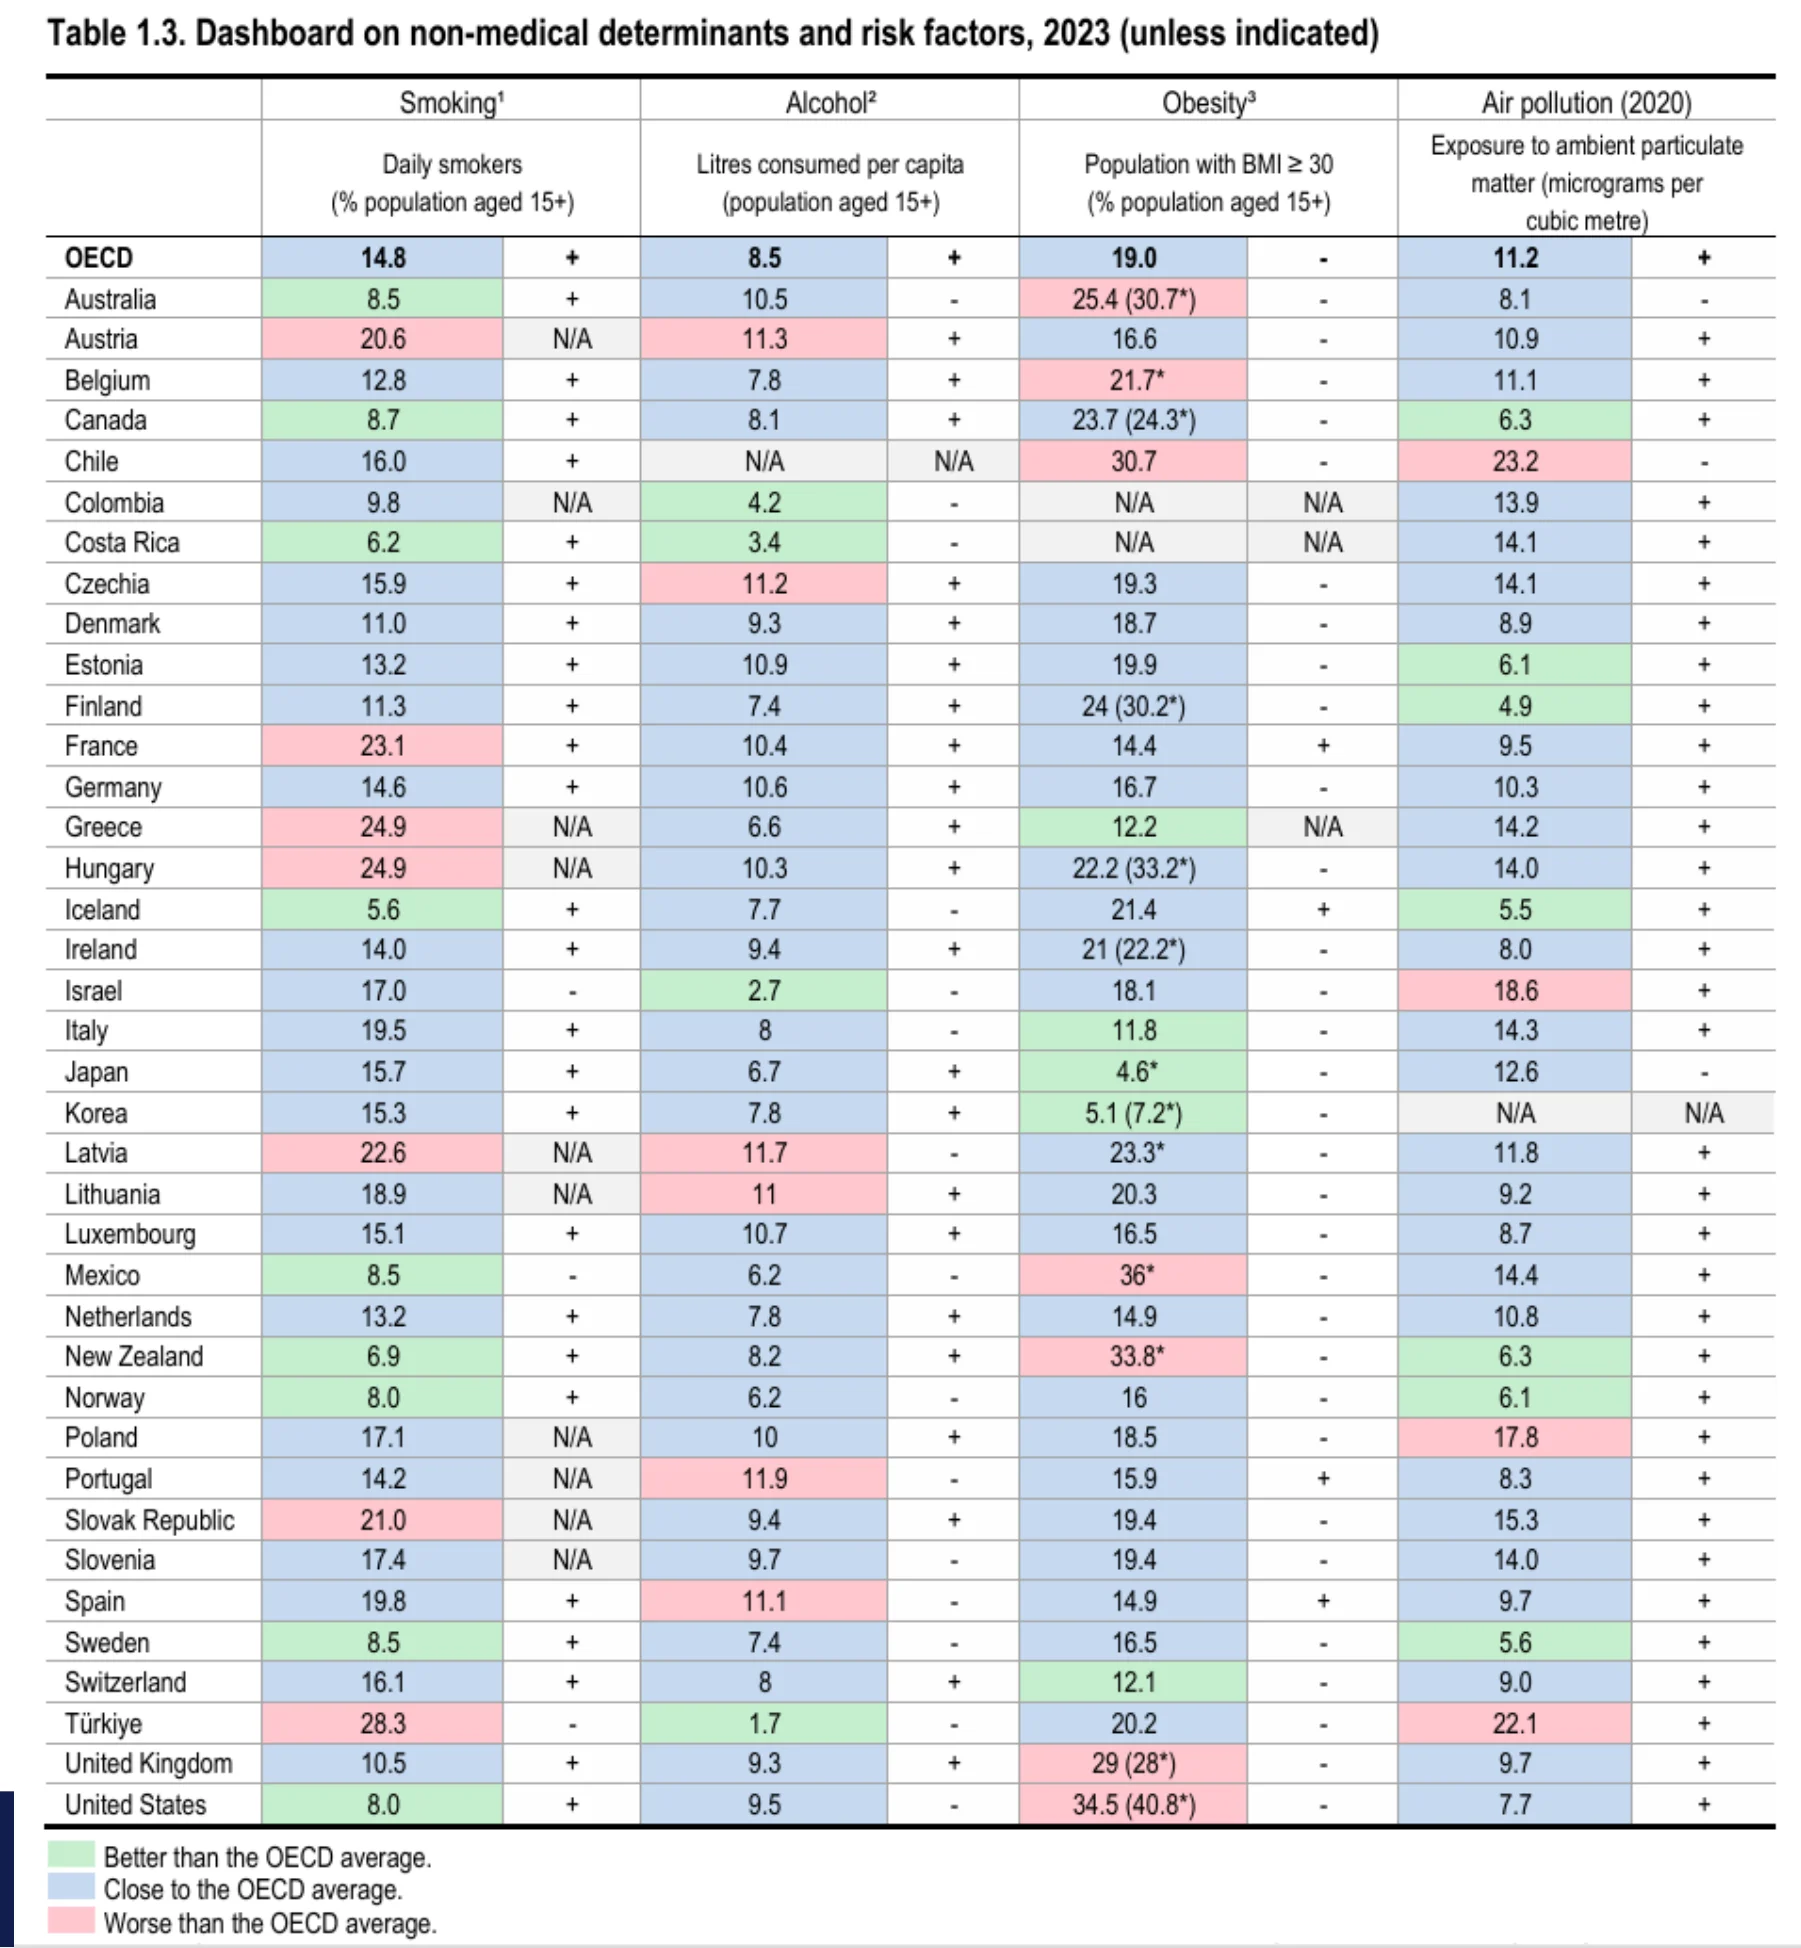 Table 1.3. Dashboard on non-medical determinants and risk factors, 2023 (unless indicated)
Smoking¹ Alcohol² Obesity³ Air pollution (2020)
Daily smokers (% population aged 15+) Litres consumed per capita (population aged 15+) Population with BMI ≥ 30 (% population aged 15+) Exposure to ambient particulate matter (micrograms per cubic metre)
OECD 14.8 + 8.5 + 19.0 - 11.2 +
Australia 8.5 + 10.5 - 25.4 (30.7*) - 8.1 -
Austria 20.6 N/A 11.3 + 16.6 - 10.9 +
Belgium 12.8 + 7.8 + 21.7* - 11.1 +
Canada 8.7 + 8.1 + 23.7 (24.3*) - 6.3 +
Chile 16.0 + N/A N/A 30.7 - 23.2 -
Colombia 9.8 N/A 4.2 - N/A N/A 13.9 +
Costa Rica 6.2 + 3.4 - N/A N/A 14.1 +
Czechia 15.9 + 11.2 + 19.3 - 14.1 +
Denmark 11.0 + 9.3 + 18.7 - 8.9 +
Estonia 13.2 + 10.9 + 19.9 - 6.1 +
Finland 11.3 + 7.4 + 24 (30.2*) - 4.9 +
France 23.1 + 10.4 + 14.4 + 9.5 +
Germany 14.6 + 10.6 + 16.7 - 10.3 +
Greece 24.9 N/A 6.6 + 12.2 N/A 14.2 +
Hungary 24.9 N/A 10.3 + 22.2 (33.2*) - 14.0 +
Iceland 5.6 + 7.7 - 21.4 + 5.5 +
Ireland 14.0 + 9.4 + 21 (22.2*) - 8.0 +
Israel 17.0 - 2.7 - 18.1 - 18.6 +
Italy 19.5 + 8 - 11.8 - 14.3 +
Japan 15.7 + 6.7 + 4.6* - 12.6 -
Korea 15.3 + 7.8 + 5.1 (7.2*) - N/A N/A
Latvia 22.6 N/A 11.7 - 23.3* - 11.8 +
Lithuania 18.9 N/A 11 + 20.3 - 9.2 +
Luxembourg 15.1 + 10.7 + 16.5 - 8.7 +
Mexico 8.5 - 6.2 - 36* - 14.4 +
Netherlands 13.2 + 7.8 + 14.9 - 10.8 +
New Zealand 6.9 + 8.2 + 33.8* - 6.3 +
Norway 8.0 + 6.2 - 16 - 6.1 +
Poland 17.1 N/A 10 + 18.5 - 17.8 +
Portugal 14.2 N/A 11.9 - 15.9 + 8.3 +
Slovak Republic 21.0 N/A 9.4 + 19.4 - 15.3 +
Slovenia 17.4 N/A 9.7 - 19.4 - 14.0 +
Spain 19.8 + 11.1 - 14.9 + 9.7 +
Sweden 8.5 + 7.4 - 16.5 - 5.6 +
Switzerland 16.1 + 8 + 12.1 - 9.0 +
Türkiye 28.3 - 1.7 - 20.2 - 22.1 +
United Kingdom 10.5 + 9.3 + 29 (28*) - 9.7 +
United States 8.0 + 9.5 - 34.5 (40.8*) - 7.7 +
Better than the OECD average.
Close to the OECD average.
Worse than the OECD average.